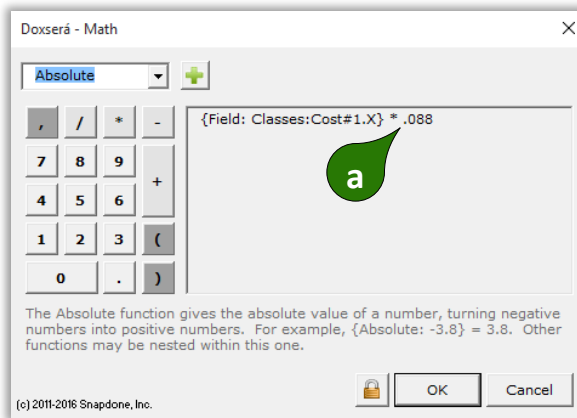 Doxserá - Math
Absolute
, / * -
{Field: Classes:Cost#1.X} * .088
7 8 9
+
a
4 5 6
1 2 3 (
0 . )
The Absolute function gives the absolute value of a number, turning negative
numbers into positive numbers. For example, {Absolute: -3.8} = 3.8. Other
functions may be nested within this one.
OK Cancel
(c) 2011-2016 Snapdone, Inc.